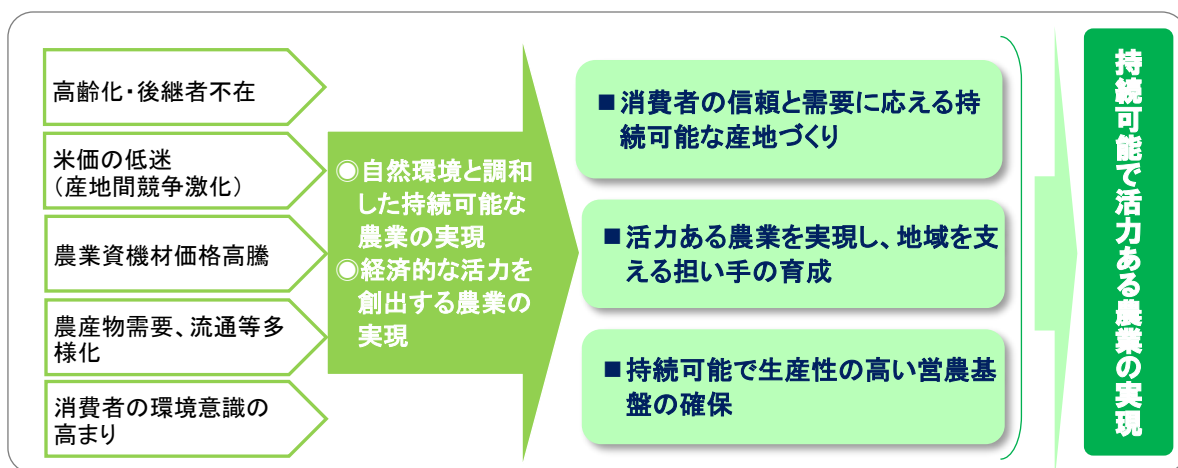 高齢化・後継者不在
米価の低迷
（産地間競争激化）
農業資機材価格高騰
農産物需要、流通等多
様化
消費者の環境意識の
高まり
◎自然環境と調和
した持続可能な
農業の実現
◎経済的な活力を
創出する農業の
実現
■消費者の信頼と需要に応える持
続可能な産地づくり
■活力ある農業を実現し、地域を支
える担い手の育成
■持続可能で生産性の高い営農基
盤の確保
持続可能で活力ある農業の実現